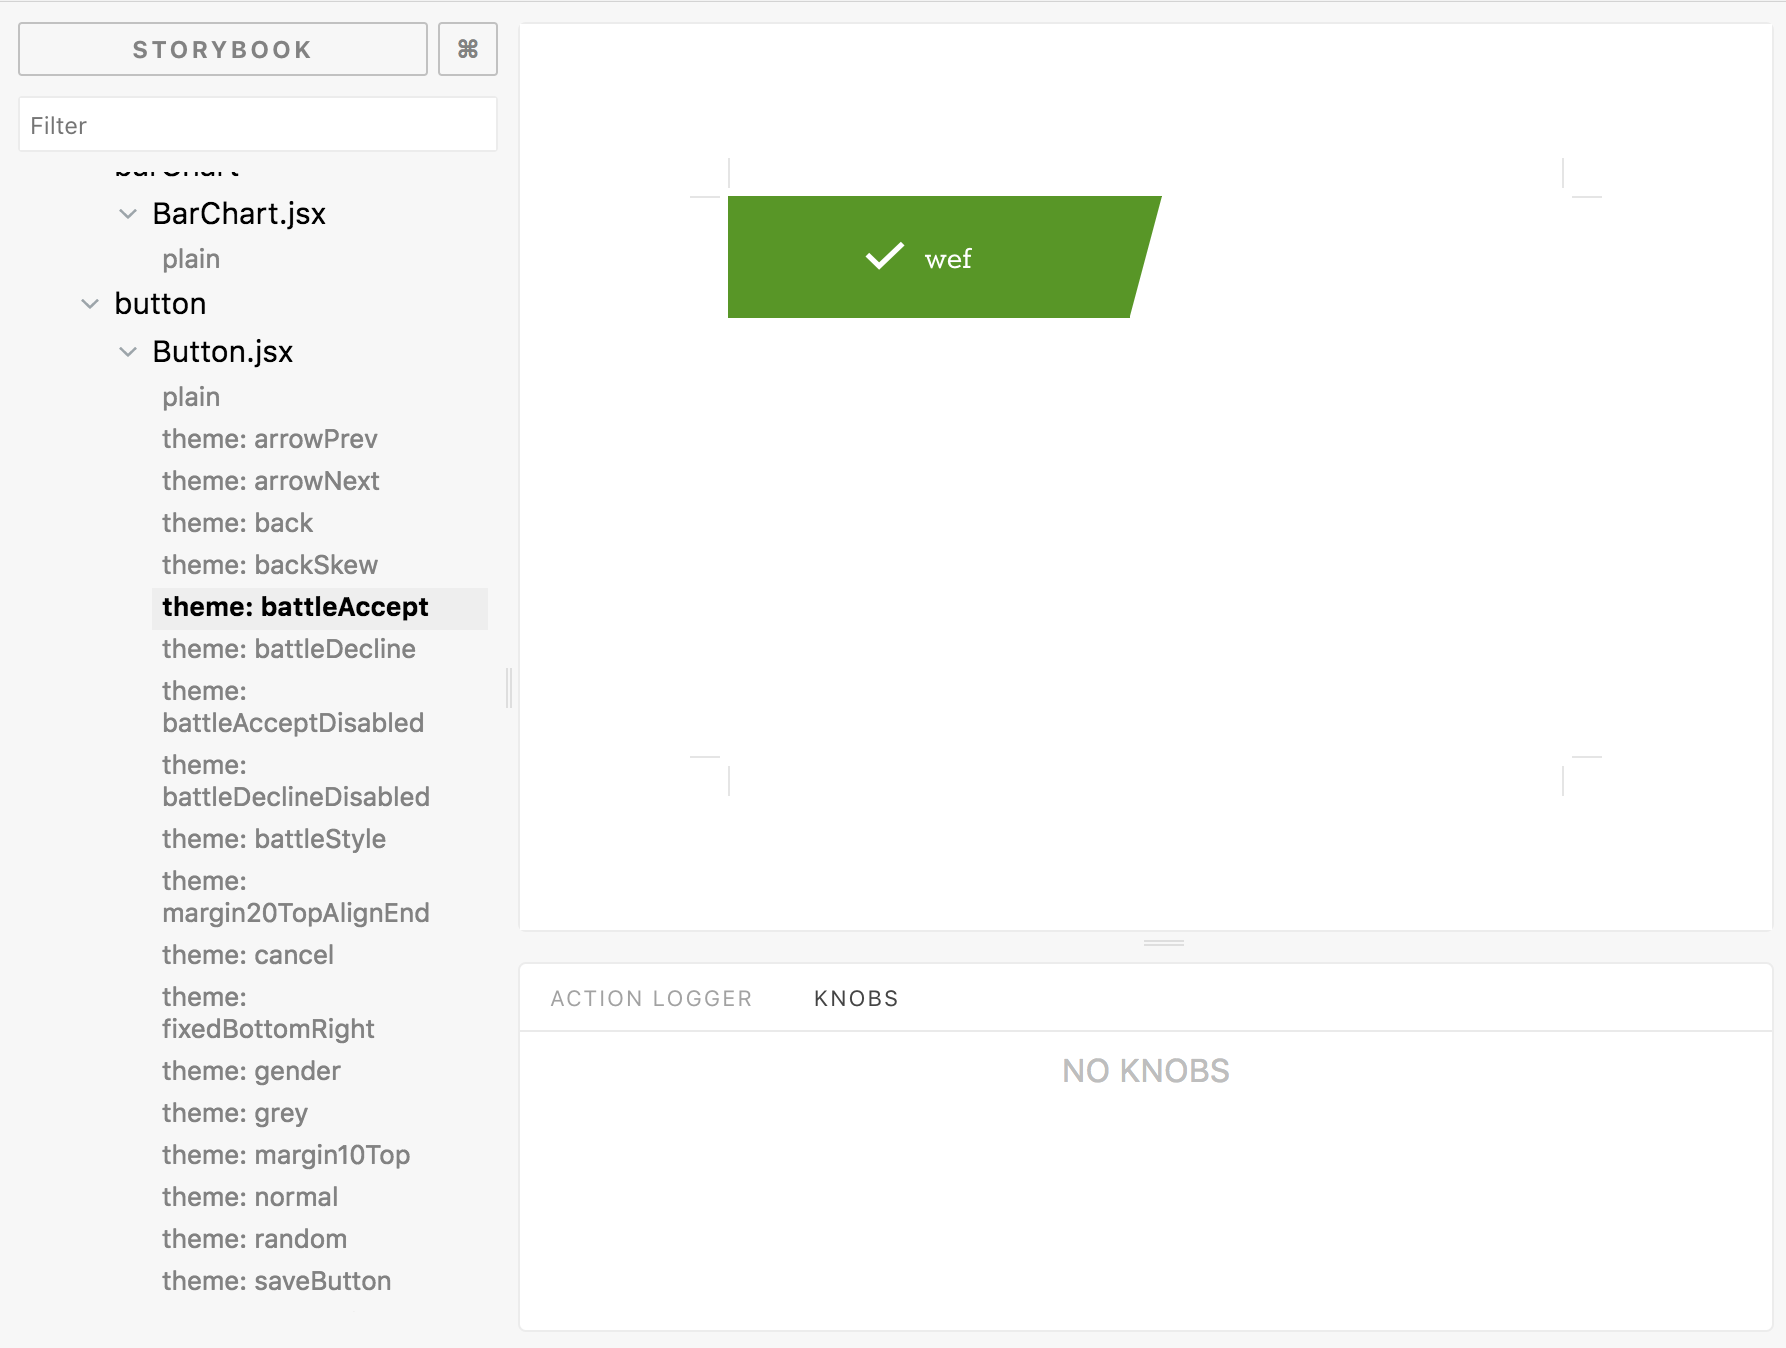 STORYBOOK ⌘
Filter
barChart
BarChart.jsx
plain
button
Button.jsx
plain
theme: arrowPrev
theme: arrowNext
theme: back
theme: backSkew
theme: battleAccept
theme: battleDecline
theme:
battleAcceptDisabled
theme:
battleDeclineDisabled
theme: battleStyle
theme:
margin20TopAlignEnd
theme: cancel
theme:
fixedBottomRight
theme: gender
theme: grey
theme: margin10Top
theme: normal
theme: random
theme: saveButton
wef
ACTION LOGGER KNOBS
NO KNOBS